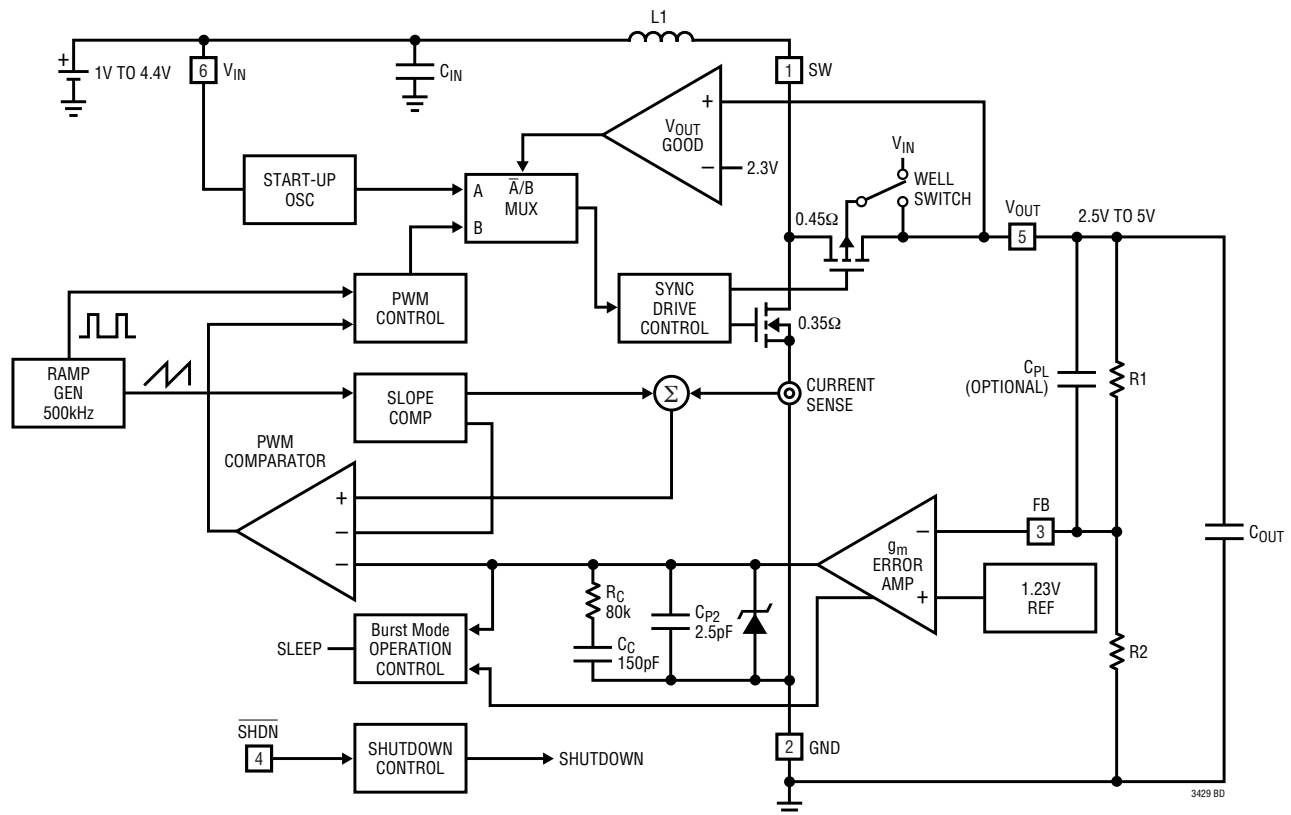 L1
+
1V TO 4.4V
6
VIN
CIN
1
SW
+
VOUT
GOOD
−
2.3V
VIN
WELL
SWITCH
START-UP
OSC
A
B
A̅/B
MUX
0.45Ω
VOUT
5
2.5V TO 5V
PWM
CONTROL
SYNC
DRIVE
CONTROL
0.35Ω
RAMP
GEN
500kHz
SLOPE
COMP
Σ
CURRENT
SENSE
CPL
(OPTIONAL)
R1
PWM
COMPARATOR
+
−
−
FB
3
−
gm
ERROR
AMP
+
1.23V
REF
COUT
RC
80k
CC
150pF
CP2
2.5pF
R2
SLEEP
Burst Mode
OPERATION
CONTROL
S̅H̅D̅N̅
4
SHUTDOWN
CONTROL
SHUTDOWN
2
GND
3429 BD